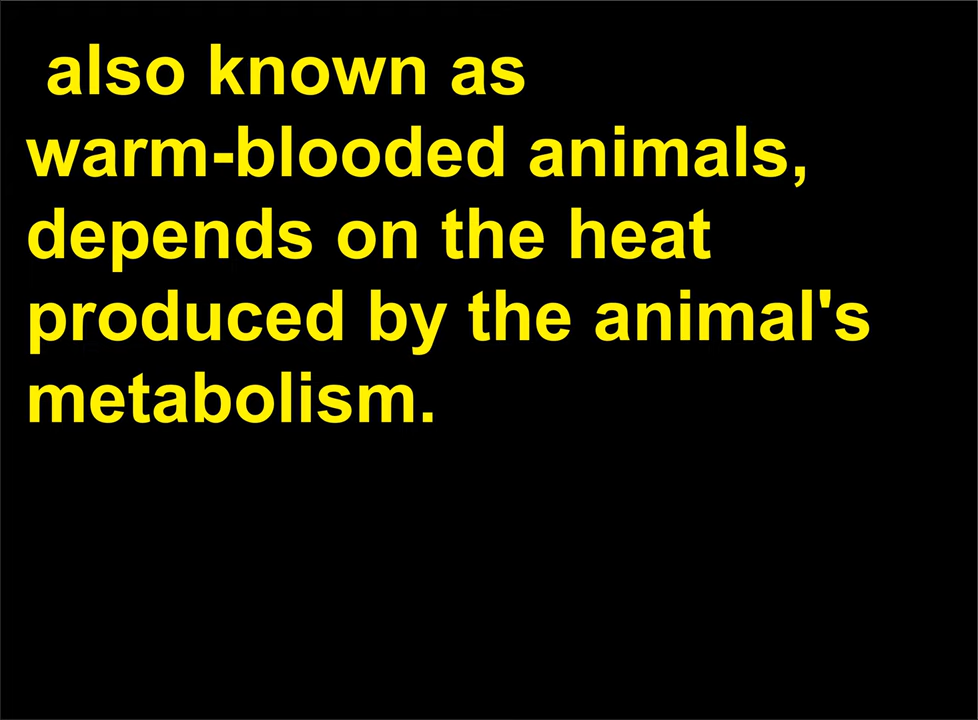 also known as
warm-blooded animals,
depends on the heat
produced by the animal's
metabolism.